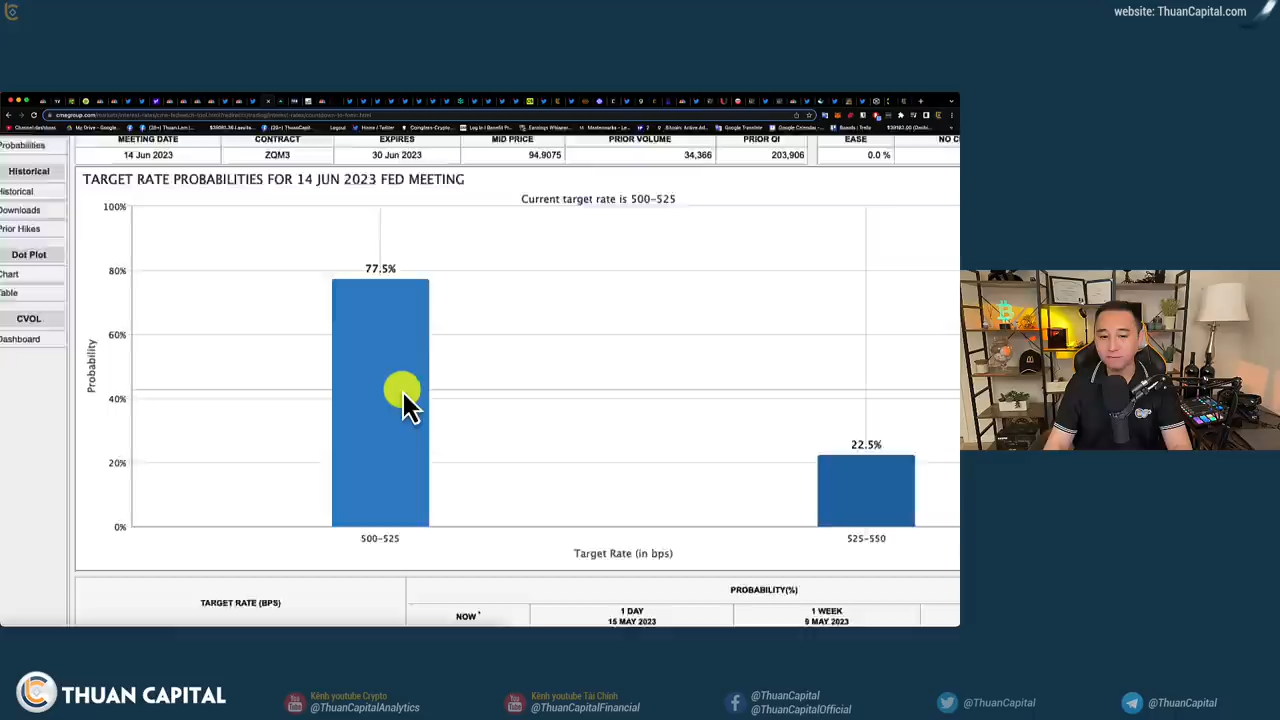 website: ThuanCapital.com
Probabilities
Historical
Historical
Downloads
Prior Hikes
Dot Plot
Chart
Table
CVOL
Dashboard
MEETING DATE CONTRACT EXPIRES MID PRICE PRIOR VOLUME PRIOR OI EASE
14 Jun 2023 ZQM3 30 Jun 2023 94.9075 34,366 203,906 0.0 %
TARGET RATE PROBABILITIES FOR 14 JUN 2023 FED MEETING
Current target rate is 500-525
100%
80%
60%
40%
20%
0%
Probability
77.5%
22.5%
500-525
525-550
Target Rate (in bps)
TARGET RATE (BPS)
PROBABILITY(%)
NOW *
1 DAY
15 MAY 2023
1 WEEK
9 MAY 2023
THUAN CAPITAL
Kênh youtube Crypto
@ThuanCapitalAnalytics
Kênh youtube Tài Chính
@ThuanCapitalFinancial
@ThuanCapital
@ThuanCapitalOfficial
@ThuanCapital
@ThuanCapital